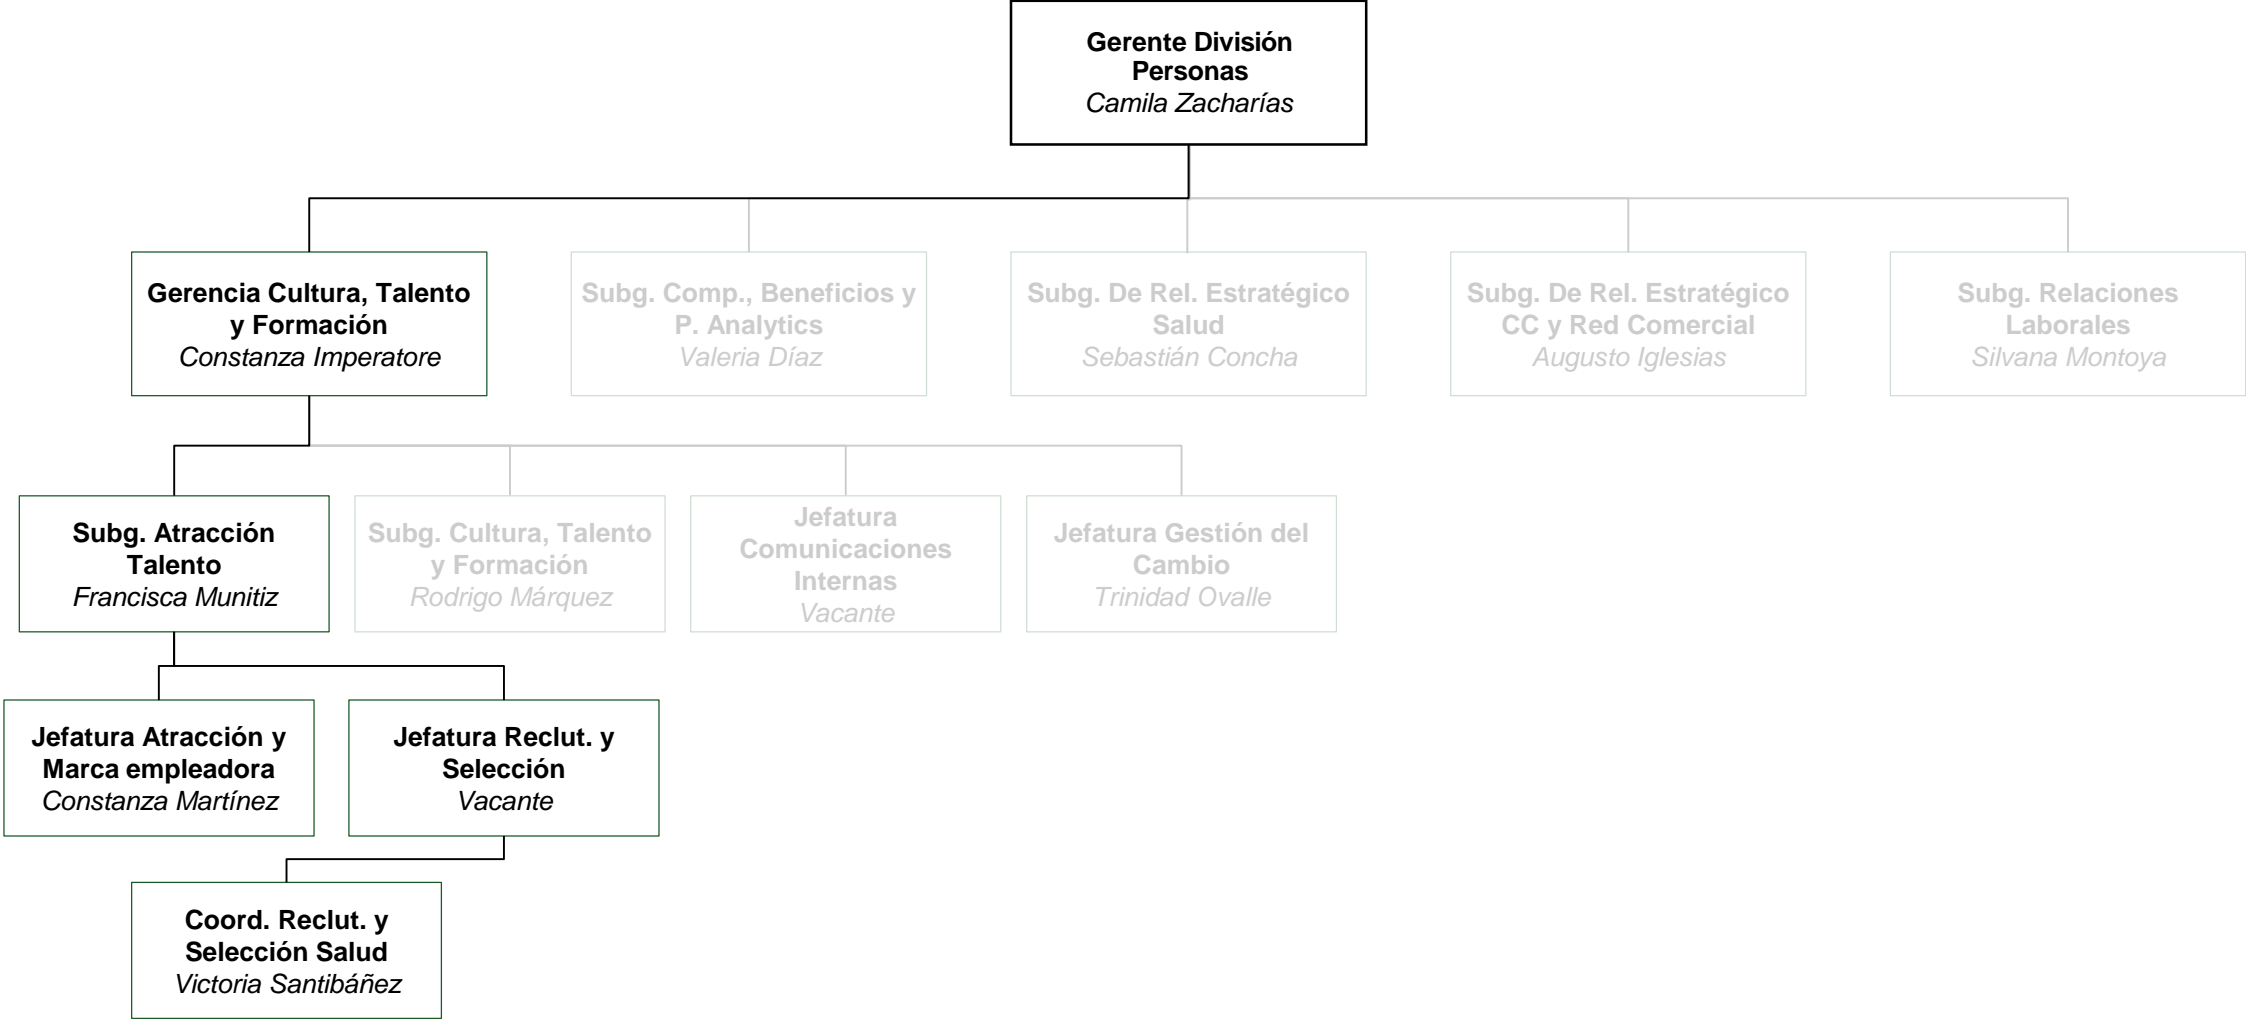 Gerente División
Personas
Camila Zacharías
Gerencia Cultura, Talento
y Formación
Constanza Imperatore
Subg. Comp., Beneficios y
P. Analytics
Valeria Díaz
Subg. De Rel. Estratégico
Salud
Sebastián Concha
Subg. De Rel. Estratégico
CC y Red Comercial
Augusto Iglesias
Subg. Relaciones
Laborales
Silvana Montoya
Subg. Atracción
Talento
Francisca Munitiz
Subg. Cultura, Talento
y Formación
Rodrigo Márquez
Jefatura
Comunicaciones
Internas
Vacante
Jefatura Gestión del
Cambio
Trinidad Ovalle
Jefatura Atracción y
Marca empleadora
Constanza Martínez
Jefatura Reclut. y
Selección
Vacante
Coord. Reclut. y
Selección Salud
Victoria Santibáñez